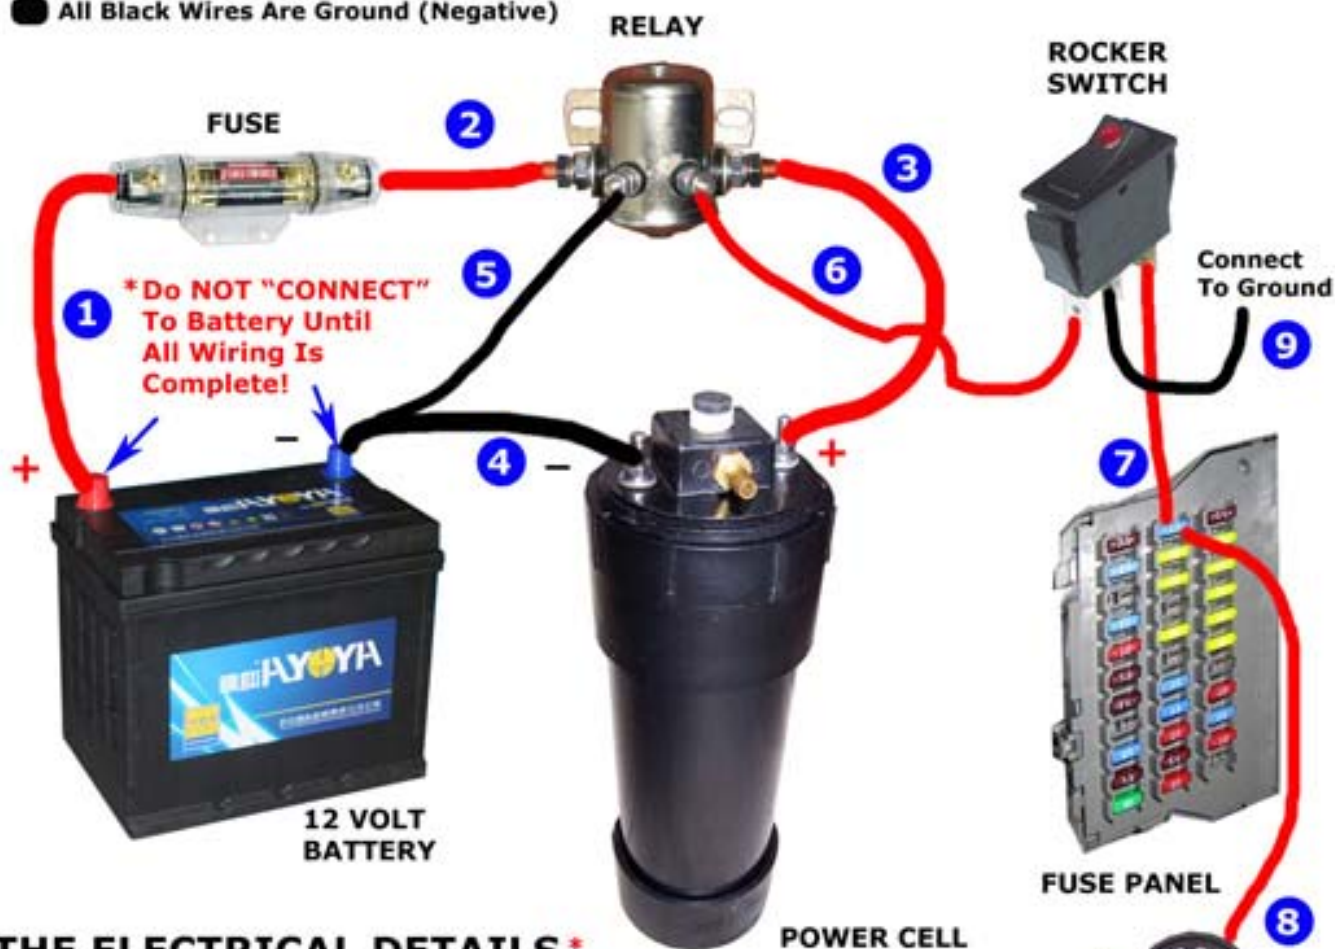 All Black Wires Are Ground (Negative)
RELAY
ROCKER
SWITCH
FUSE
2
3
Connect
To Ground
5
6
*Do NOT "CONNECT"
To Battery Until
All Wiring Is
Complete!
1
9
−
+
4
−
+
7
AYOYA
AYOYA
12 VOLT
BATTERY
FUSE PANEL
8
THE ELECTRICAL DETAILS*
POWER CELL